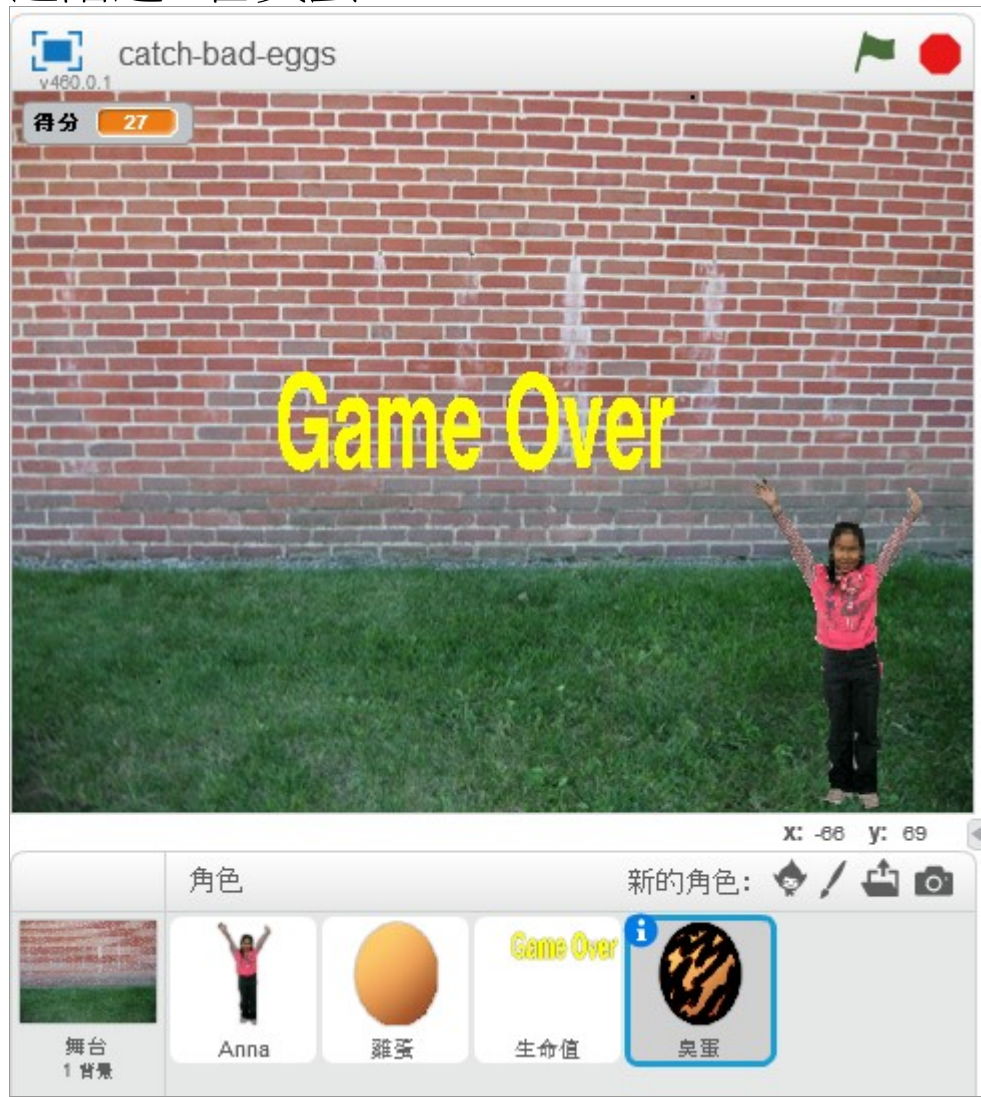 catch-bad-eggs
v460.0.1
得分 27
Game Over
x: -66 y: 69
角色
新的角色:
Game Over
舞台
1 背景
Anna
雞蛋
生命值
臭蛋